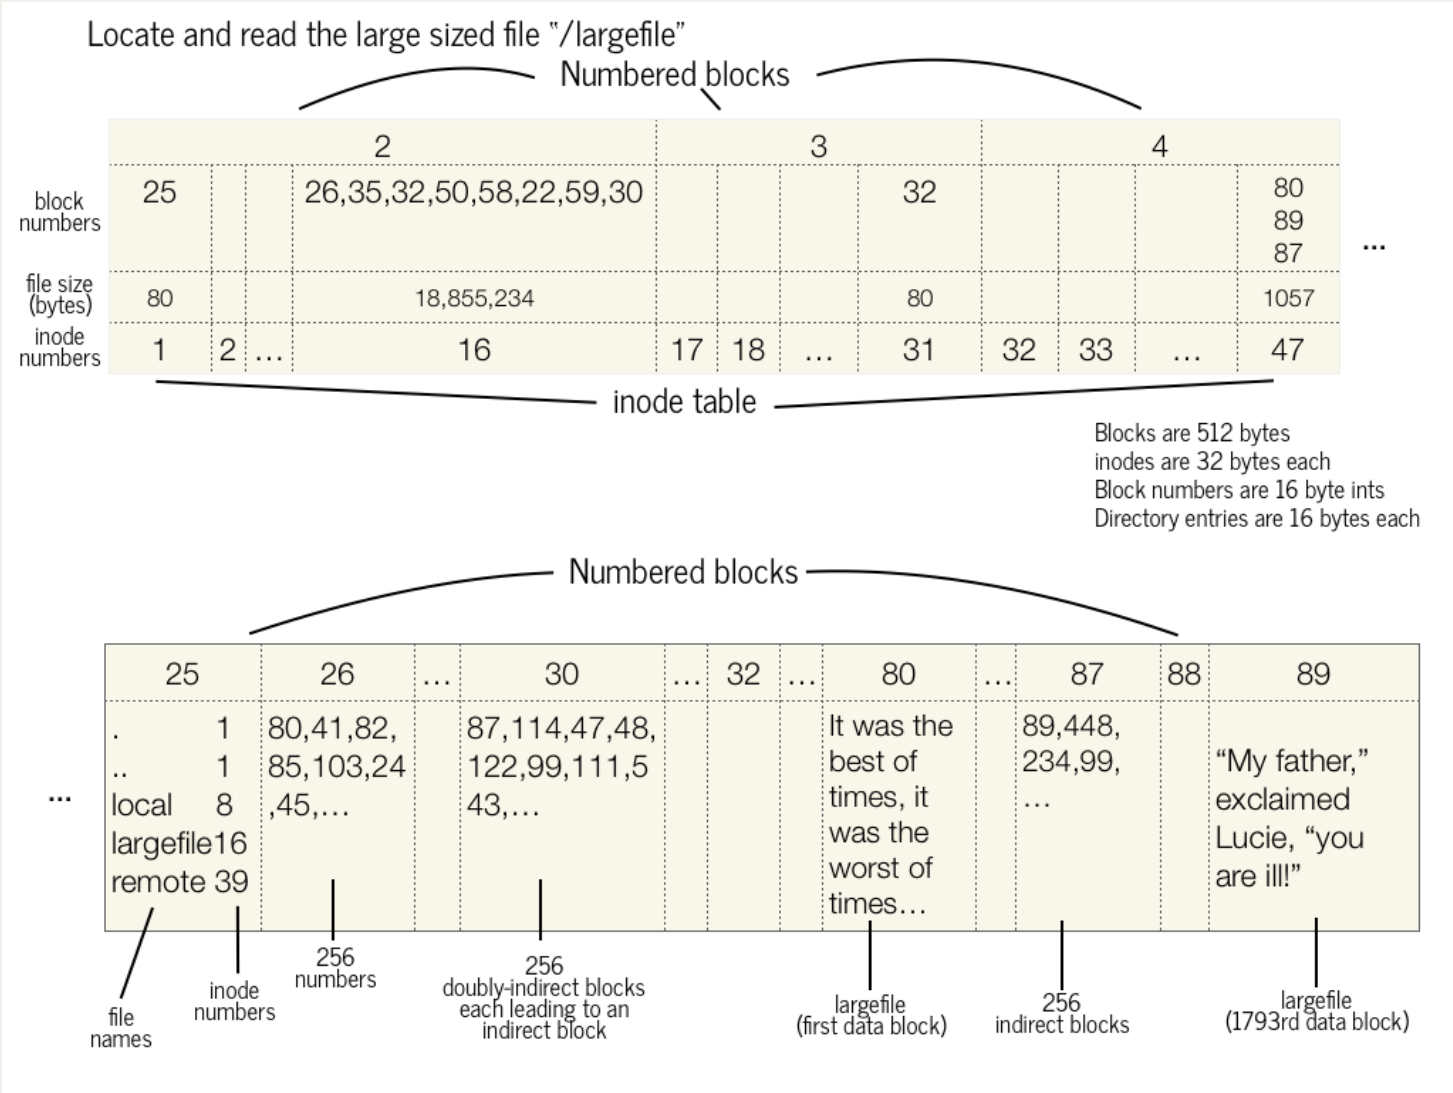 Locate and read the large sized file "/largefile"
Numbered blocks
2 3 4
block numbers
25 26,35,32,50,58,22,59,30 32 80
89
87
...
file size (bytes)
80 18,855,234 80 1057
inode numbers
1 2 ... 16 17 18 ... 31 32 33 ... 47
inode table
Blocks are 512 bytes
inodes are 32 bytes each
Block numbers are 16 byte ints
Directory entries are 16 bytes each
Numbered blocks
25 26 ... 30 ... 32 ... 80 ... 87 88 89
...
. 1
.. 1
local 8
largefile16
remote 39
80,41,82,
85,103,24
,45,...
87,114,47,48,
122,99,111,5
43,...
It was the
best of
times, it
was the
worst of
times...
89,448,
234,99,
...
"My father,"
exclaimed
Lucie, "you
are ill!"
file
names
inode
numbers
256
numbers
256
doubly-indirect blocks
each leading to an
indirect block
largefile
(first data block)
256
indirect blocks
largefile
(1793rd data block)